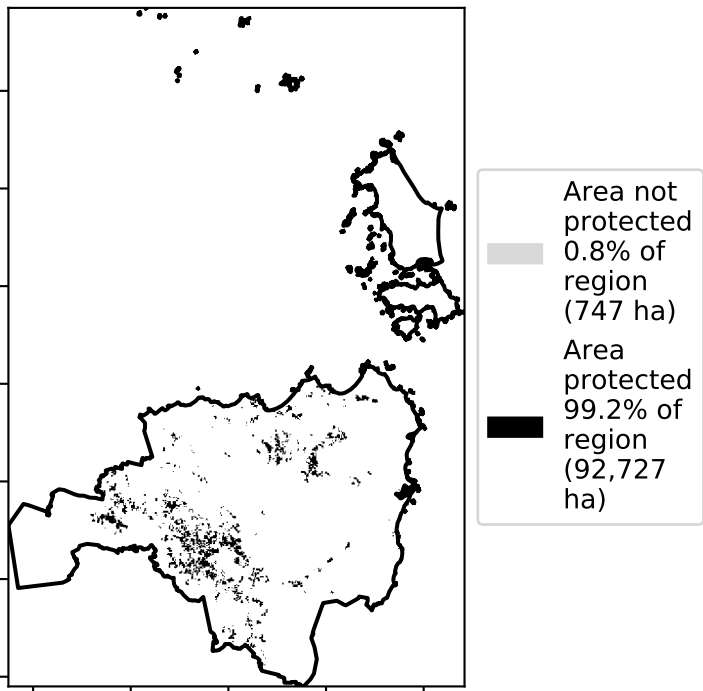 Area not
protected
0.8% of
region
(747 ha)
Area
protected
99.2% of
region
(92,727
ha)